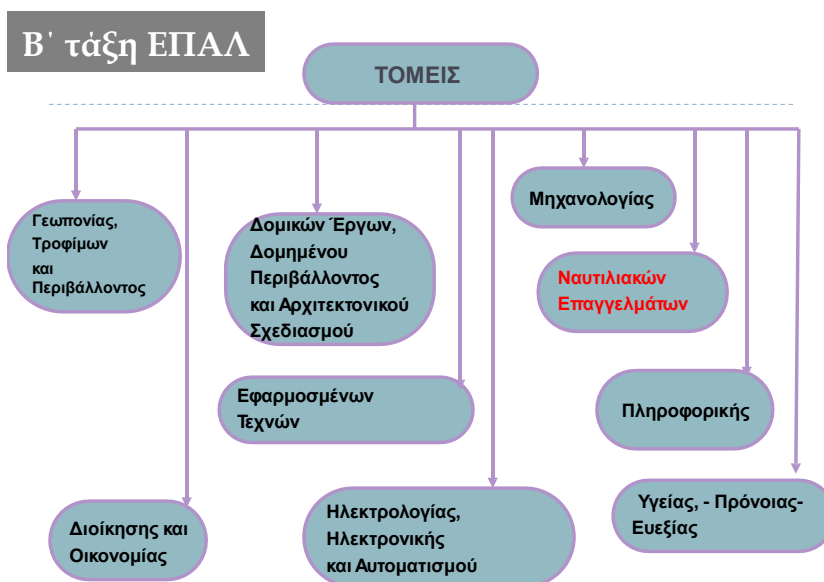 Β΄ τάξη ΕΠΑΛ
ΤΟΜΕΙΣ
Γεωπονίας,
Τροφίμων
και
Περιβάλλοντος
Δομικών Έργων,
Δομημένου
Περιβάλλοντος
και Αρχιτεκτονικού
Σχεδιασμού
Μηχανολογίας
Ναυτιλιακών
Επαγγελμάτων
Εφαρμοσμένων
Τεχνών
Πληροφορικής
Διοίκησης και
Οικονομίας
Ηλεκτρολογίας,
Ηλεκτρονικής
και Αυτοματισμού
Υγείας, - Πρόνοιας-
Ευεξίας